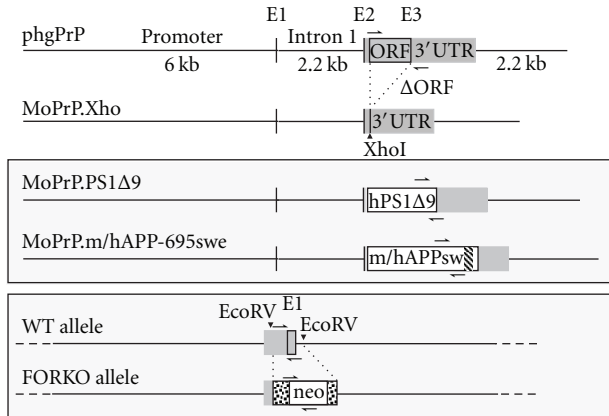 E1 E2 E3
phgPrP Promoter Intron 1 ORF 3′UTR
6 kb 2.2 kb 2.2 kb
ΔORF
MoPrP.Xho 3′UTR
XhoI
MoPrP.PS1Δ9
hPS1Δ9
MoPrP.m/hAPP-695swe
m/hAPPsw
EcoRV E1 EcoRV
WT allele
FORKO allele
neo